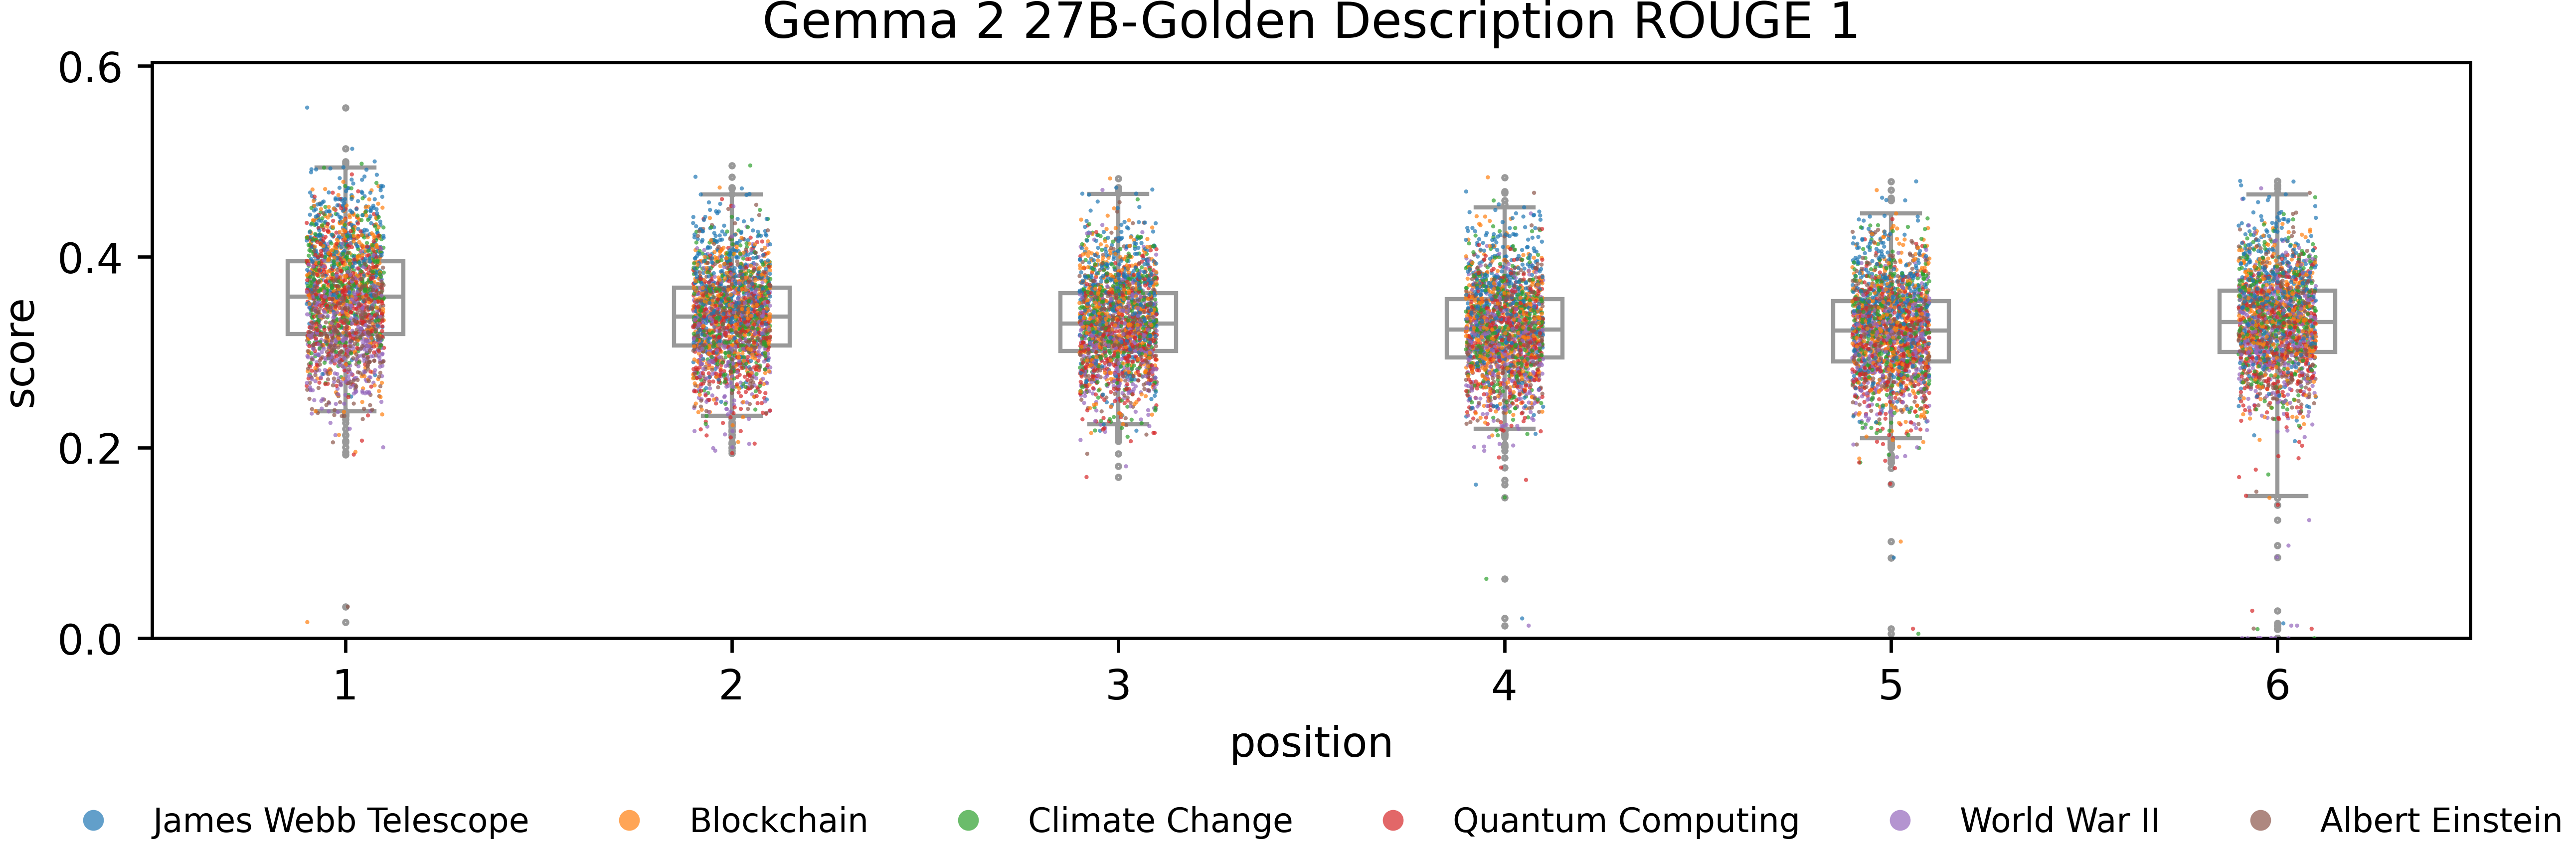 Gemma 2 27B-Golden Description ROUGE 1
0.6
0.4
0.2
0.0
score
1 2 3 4 5 6
position
James Webb Telescope Blockchain Climate Change Quantum Computing World War II Albert Einstein